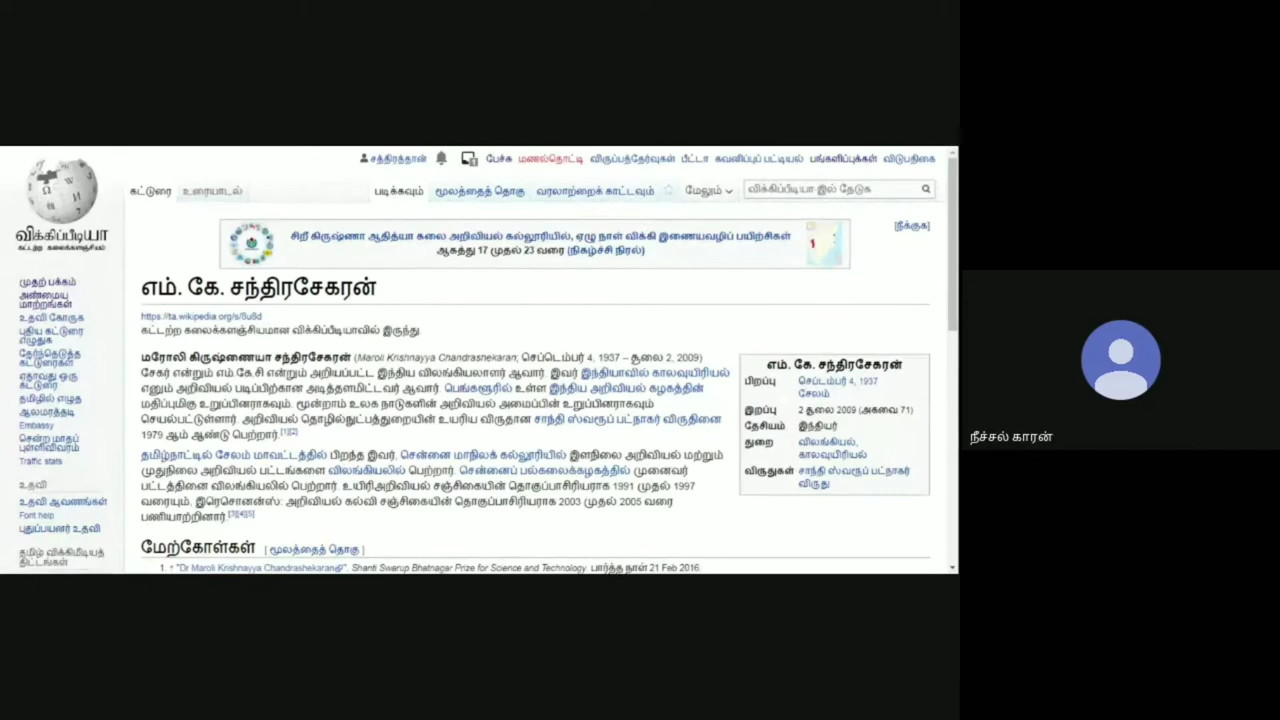 சத்திரத்தான் பேச்சு மணல்தொட்டி விருப்பத்தேர்வுகள் பீட்டா கவனிப்புப் பட்டியல் பங்களிப்புக்கள் விடுபதிகை
கட்டுரை உரையாடல் படிக்கவும் மூலத்தைத் தொகு வரலாற்றைக் காட்டவும் மேலும் விக்கிப்பீடியா இல் தேடுக
விக்கிப்பீடியா
கட்டற்ற கலைக்களஞ்சியம்
முதற் பக்கம்
அண்மைய
மாற்றங்கள்
உதவி கோருக
புதிய கட்டுரை
எழுதுக
தேர்ந்தெடுத்த
கட்டுரைகள்
ஏதாவது ஒரு
கட்டுரை
தமிழில் எழுத
ஆலமரத்தடி
Embassy
சென்ற மாதப்
புள்ளிவிவரம்
Traffic stats
உதவி
உதவி ஆவணங்கள்
Font help
புதுப்பயனர் உதவி
தமிழ் விக்கிமீடியத்
திட்டங்கள்
[நீக்குக]
சிறீ கிருஷ்ணா ஆதித்யா கலை அறிவியல் கல்லூரியில், ஏழு நாள் விக்கி இணையவழிப் பயிற்சிகள்
ஆகத்து 17 முதல் 23 வரை (நிகழ்ச்சி நிரல்)
எம். கே. சந்திரசேகரன்
https://ta.wikipedia.org/s/8u8d
கட்டற்ற கலைக்களஞ்சியமான விக்கிப்பீடியாவில் இருந்து.
மரோலி கிருஷ்ணையா சந்திரசேகரன் (Maroli Krishnayya Chandrashekaran; செப்டெம்பர் 4, 1937 – சூலை 2, 2009)
சேகர் என்றும் எம்.கே.சி என்றும் அறியப்பட்ட இந்திய விலங்கியலாளர் ஆவார். இவர் இந்தியாவில் காலவுயிரியல்
எனும் அறிவியல் படிப்பிற்கான அடித்தளமிட்டவர் ஆவார். பெங்களூரில் உள்ள இந்திய அறிவியல் கழகத்தின்
மதிப்புமிகு உறுப்பினராகவும், மூன்றாம் உலக நாடுகளின் அறிவியல் அமைப்பின் உறுப்பினராகவும்
செயல்பட்டுள்ளார். அறிவியல் தொழில்நுட்பத்துறையின் உயரிய விருதான சாந்தி ஸ்வரூப் பட்நாகர் விருதினை
1979 ஆம் ஆண்டு பெற்றார்.[1][2]
தமிழ்நாட்டில் சேலம் மாவட்டத்தில் பிறந்த இவர், சென்னை மாநிலக் கல்லூரியில் இளநிலை அறிவியல் மற்றும்
முதுநிலை அறிவியல் பட்டங்களை விலங்கியலில் பெற்றார். சென்னைப் பல்கலைக்கழகத்தில் முனைவர்
பட்டத்தினை விலங்கியலில் பெற்றார். உயிரிஅறிவியல் சஞ்சிகையின் தொகுப்பாசிரியராக 1991 முதல் 1997
வரையும், இரெசொனன்ஸ்: அறிவியல் கல்வி சஞ்சிகையின் தொகுப்பாசிரியராக 2003 முதல் 2005 வரை
பணியாற்றினார்.[3][4][5]
எம். கே. சந்திரசேகரன்
பிறப்பு செப்டம்பர் 4, 1937
சேலம்
இறப்பு 2 சூலை 2009 (அகவை 71)
தேசியம் இந்தியர்
துறை விலங்கியல்,
காலவுயிரியல்
விருதுகள் சாந்தி ஸ்வரூப் பட்நாகர்
விருது
மேற்கோள்கள் [ மூலத்தைத் தொகு ]
1. ↑ "Dr Maroli Krishnayya Chandrashekaran". Shanti Swarup Bhatnagar Prize for Science and Technology. பார்த்த நாள் 21 Feb 2016.
நீச்சல் காரன்